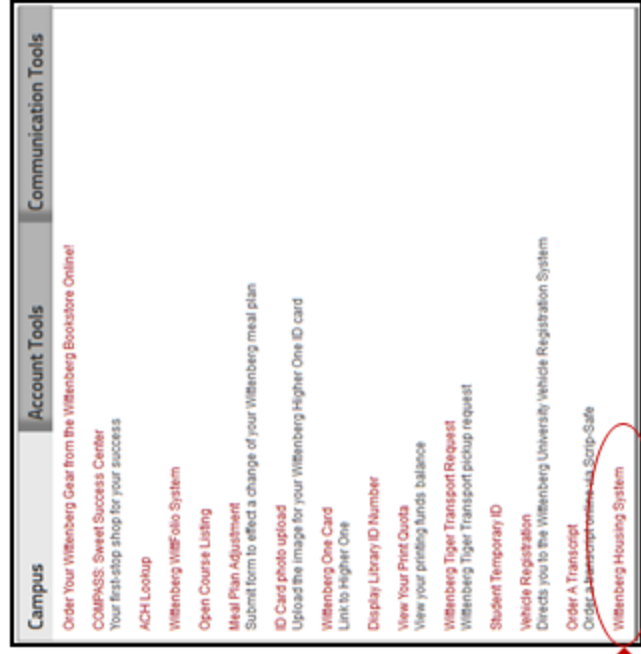 Campus
Account Tools
Communication Tools
Order Your Wittenberg Gear from the Wittenberg Bookstore Online!
COMPASS: Sweet Success Center
Your first-stop shop for your success
ACH Lookup
Wittenberg WittFolio System
Open Course Listing
Meal Plan Adjustment
Submit form to effect a change of your Wittenberg meal plan
ID Card photo upload
Upload the image for your Wittenberg Higher One ID card
Wittenberg One Card
Link to Higher One
Display Library ID Number
View Your Print Quota
View your printing funds balance
Wittenberg Tiger Transport Request
Wittenberg Tiger Transport pickup request
Student Temporary ID
Vehicle Registration
Directs you to the Wittenberg University Vehicle Registration System
Order A Transcript
Order a transcript online via Scrip-Safe
Wittenberg Housing System